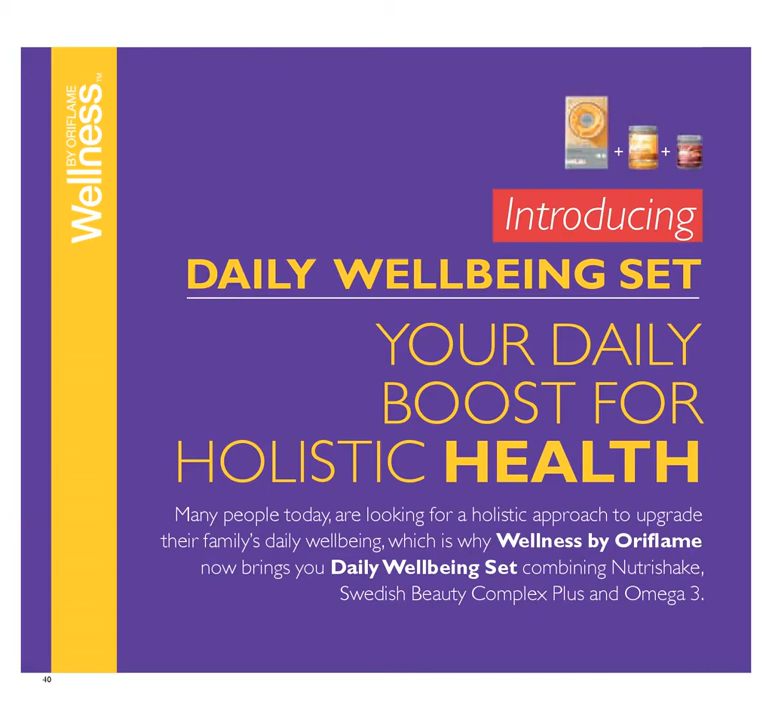 Wellness BY ORIFLAME TM
+ +
Introducing
DAILY WELLBEING SET
YOUR DAILY
BOOST FOR
HOLISTIC HEALTH
Many people today, are looking for a holistic approach to upgrade
their family's daily wellbeing, which is why Wellness by Oriflame
now brings you Daily Wellbeing Set combining Nutrishake,
Swedish Beauty Complex Plus and Omega 3.
40